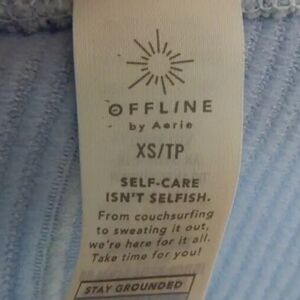 OFFLINE
by Aerie
XS/TP
SELF-CARE
ISN'T SELFISH.
From couchsurfing
to sweating it out,
we're here for it all.
Take time for you!
STAY GROUNDED